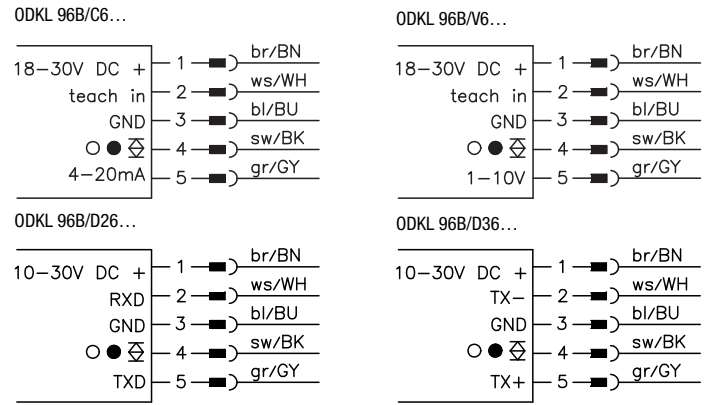 ODKL 96B/C6...
18-30V DC + 1 br/BN
teach in 2 ws/WH
GND 3 bl/BU
4 sw/BK
4-20mA 5 gr/GY
ODKL 96B/V6...
18-30V DC + 1 br/BN
teach in 2 ws/WH
GND 3 bl/BU
4 sw/BK
1-10V 5 gr/GY
ODKL 96B/D26...
10-30V DC + 1 br/BN
RXD 2 ws/WH
GND 3 bl/BU
4 sw/BK
TXD 5 gr/GY
ODKL 96B/D36...
10-30V DC + 1 br/BN
TX- 2 ws/WH
GND 3 bl/BU
4 sw/BK
TX+ 5 gr/GY